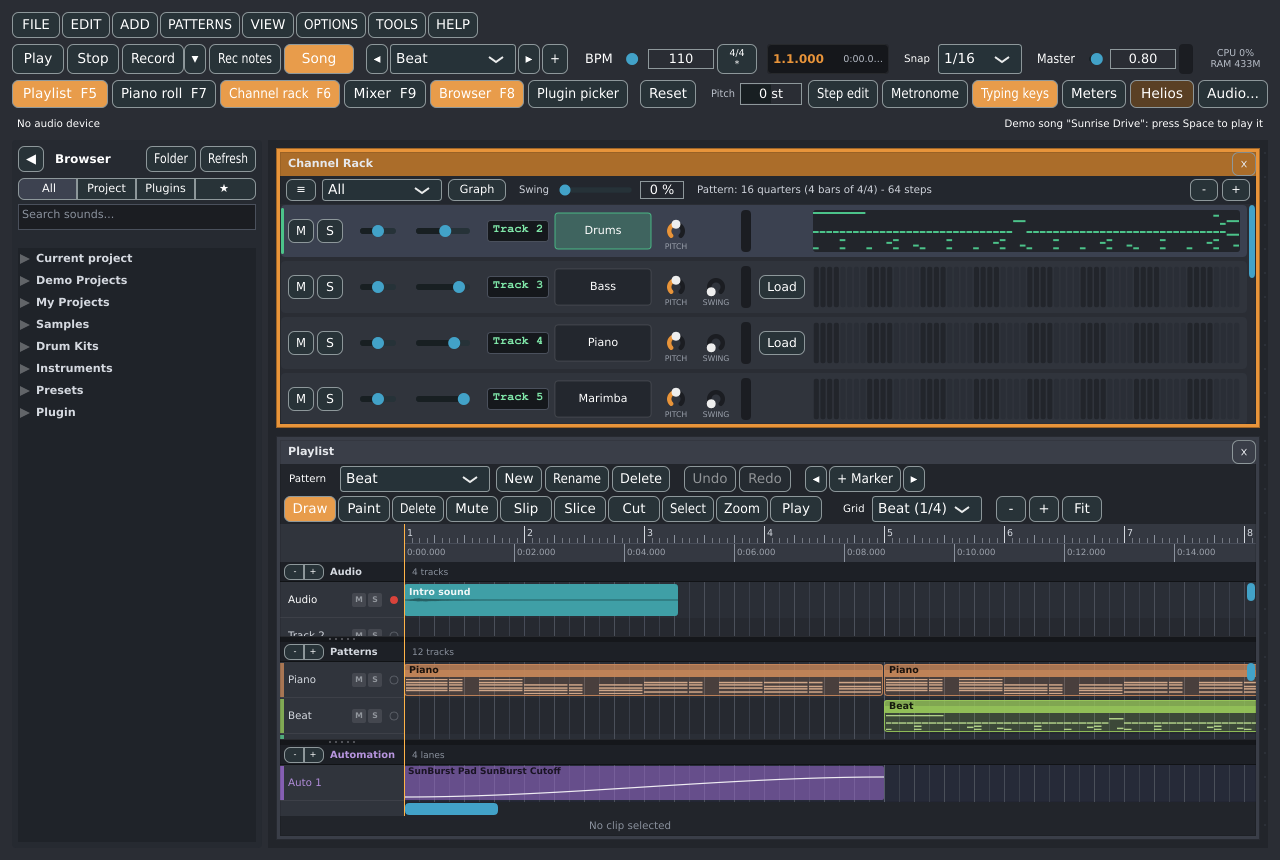 FILE EDIT ADD PATTERNS VIEW OPTIONS TOOLS HELP
Play Stop Record ▼ Rec notes Song ◄ Beat ► + BPM 110 4/4 * 1.1.000 0:00.0... Snap 1/16 Master 0.80 CPU 0% RAM 433M
Playlist F5 Piano roll F7 Channel rack F6 Mixer F9 Browser F8 Plugin picker Reset Pitch 0 st Step edit Metronome Typing keys Meters Helios Audio...
No audio device Demo song "Sunrise Drive": press Space to play it
◄ Browser Folder Refresh
All Project Plugins ★
Search sounds...
▶ Current project
▶ Demo Projects
▶ My Projects
▶ Samples
▶ Drum Kits
▶ Instruments
▶ Presets
▶ Plugin
Channel Rack x
≡ All Graph Swing 0 % Pattern: 16 quarters (4 bars of 4/4) - 64 steps - +
M S Track 2 Drums PITCH
M S Track 3 Bass PITCH SWING Load
M S Track 4 Piano PITCH SWING Load
M S Track 5 Marimba PITCH SWING
Playlist x
Pattern Beat New Rename Delete Undo Redo ◄ + Marker ►
Draw Paint Delete Mute Slip Slice Cut Select Zoom Play Grid Beat (1/4) - + Fit
1 2 3 4 5 6 7 8
0:00.000 0:02.000 0:04.000 0:06.000 0:08.000 0:10.000 0:12.000 0:14.000
- + Audio 4 tracks
Audio M S Intro sound
Track 2 M S
- + Patterns 12 tracks
Piano M S Piano Piano
Beat M S Beat
- + Automation 4 lanes
Auto 1 SunBurst Pad SunBurst Cutoff
No clip selected